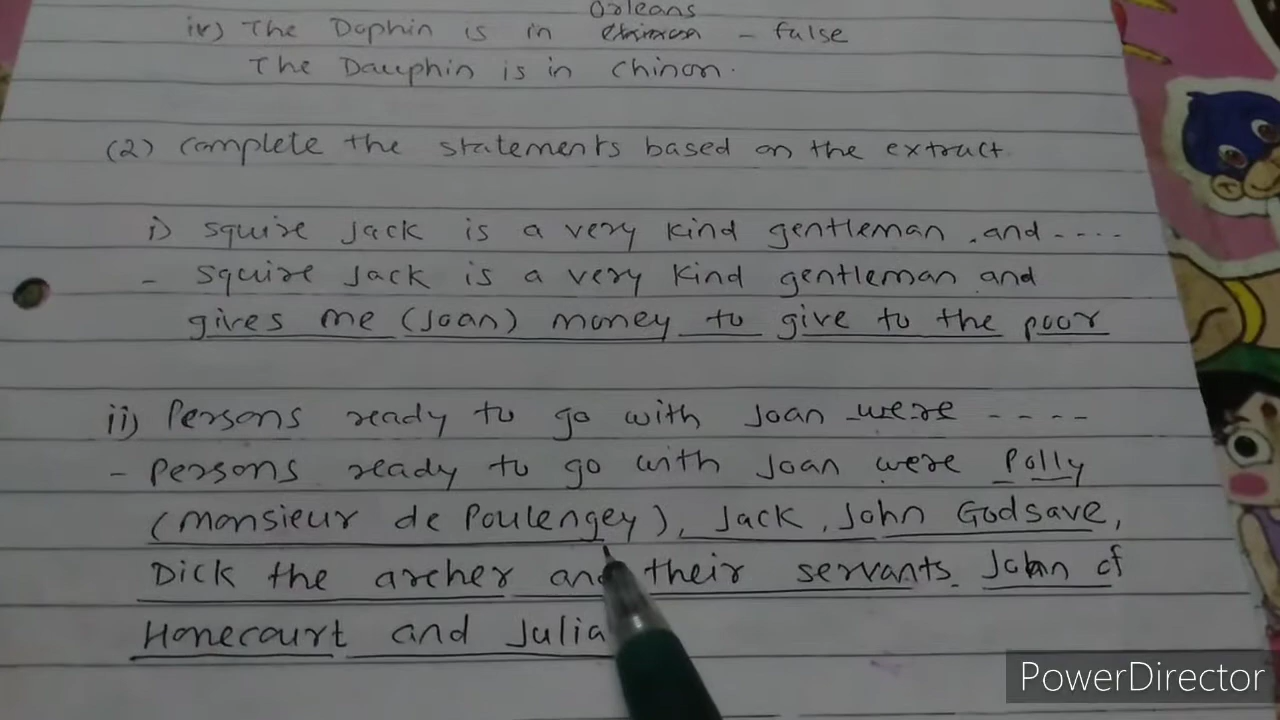 Orleans
iv) The Dophin is in - false
The Dauphin is in Chinon.
(2) Complete the statements based on the extract.
i) Squire Jack is a very kind gentleman and ----
- Squire Jack is a very kind gentleman and
gives me (Joan) money to give to the poor
ii) Persons ready to go with Joan were ----
- Persons ready to go with Joan were Polly
(monsieur de Poulengey), Jack, John Godsave,
Dick the archer and their servants John of
Honecourt and Julia
PowerDirector